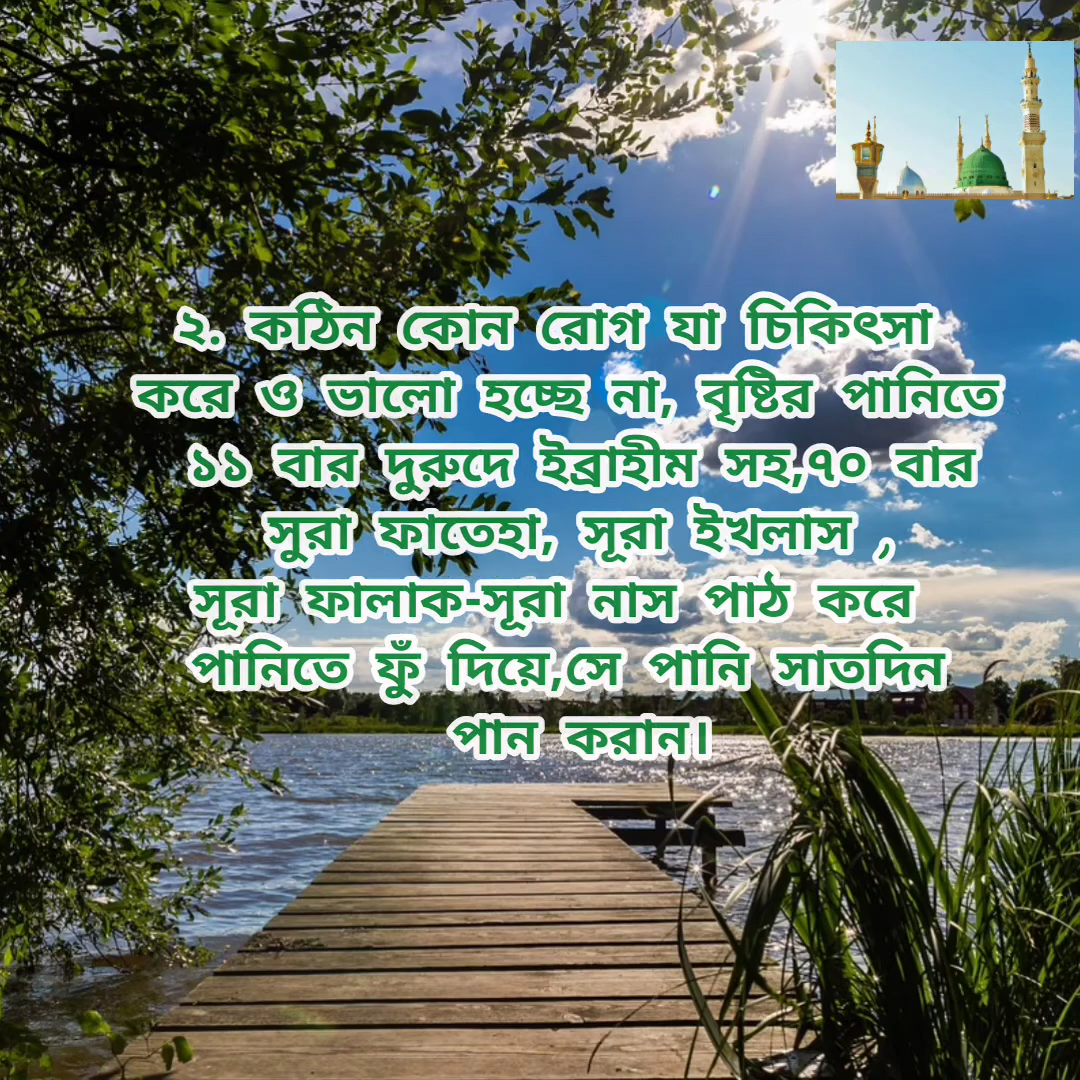 ২. কঠিন কোন রোগ যা চিকিৎসা
করে ও ভালো হচ্ছে না, বৃষ্টির পানিতে
১১ বার দুরুদে ইব্রাহীম সহ,৭০ বার
সুরা ফাতেহা, সূরা ইখলাস ,
সূরা ফালাক-সূরা নাস পাঠ করে
পানিতে ফুঁ দিয়ে,সে পানি সাতদিন
পান করান।